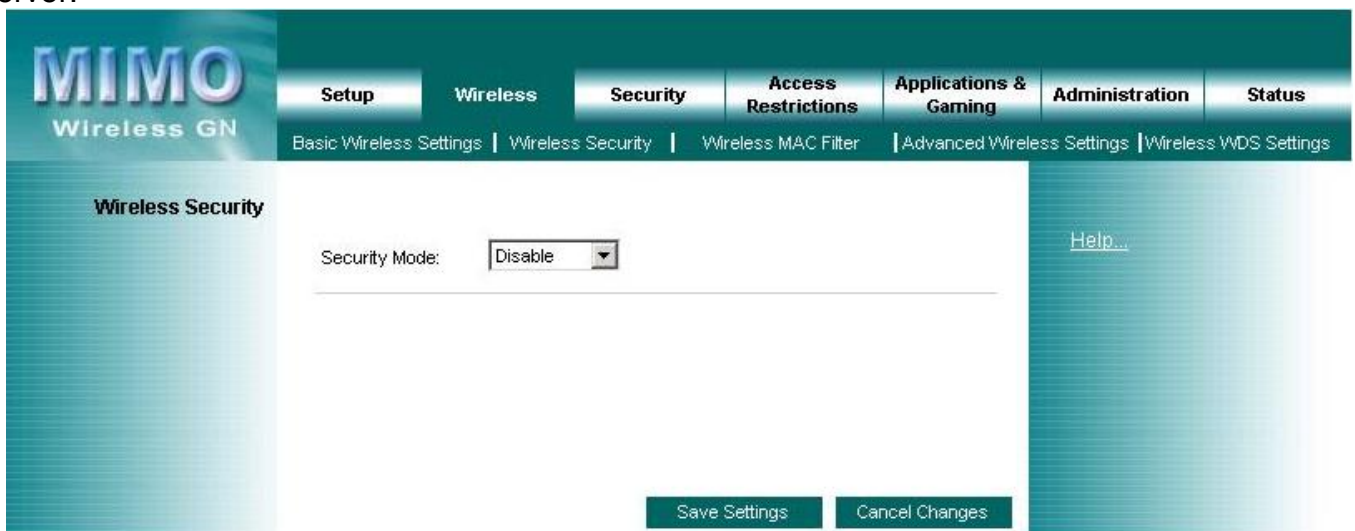 MIMO
Wireless GN
Setup Wireless Security Access Restrictions Applications & Gaming Administration Status
Basic Wireless Settings | Wireless Security | Wireless MAC Filter | Advanced Wireless Settings | Wireless WDS Settings
Wireless Security
Security Mode: Disable
Help...
Save Settings Cancel Changes